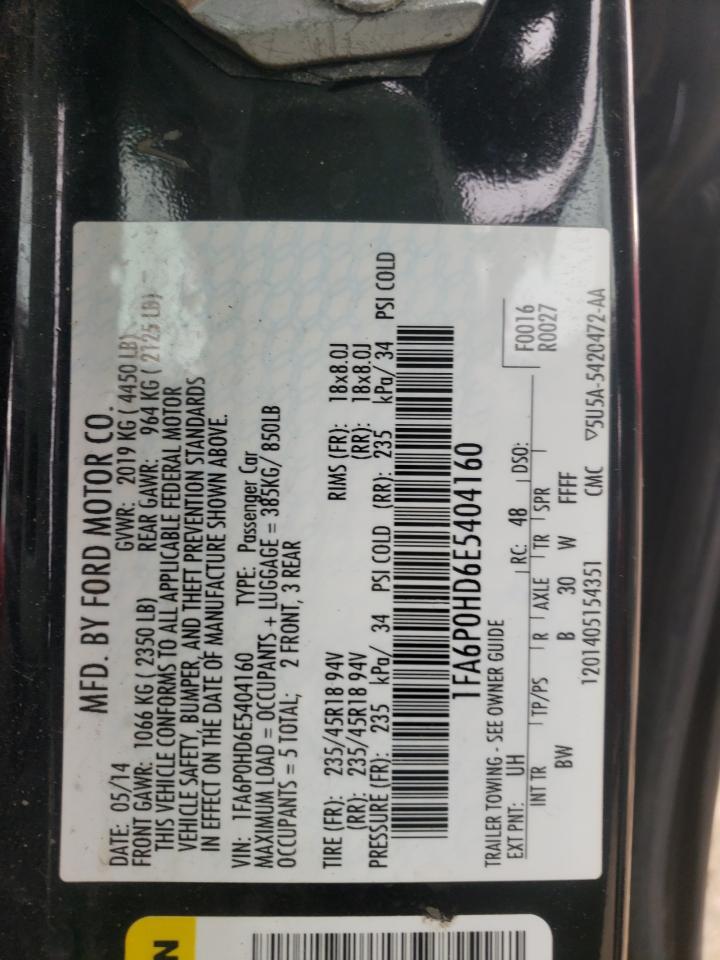 MFD. BY FORD MOTOR CO.
DATE: 05/14 GVWR: 2019 KG ( 4450 LB)
FRONT GAWR: 1066 KG ( 2350 LB) REAR GAWR: 964 KG ( 2125 LB)
THIS VEHICLE CONFORMS TO ALL APPLICABLE FEDERAL MOTOR
VEHICLE SAFETY, BUMPER, AND THEFT PREVENTION STANDARDS
IN EFFECT ON THE DATE OF MANUFACTURE SHOWN ABOVE.
VIN: 1FA6P0HD6E5404160 TYPE: Passenger Car
MAXIMUM LOAD = OCCUPANTS + LUGGAGE = 385KG/ 850LB
OCCUPANTS = 5 TOTAL; 2 FRONT, 3 REAR
TIRE (FR): 235/45R18 94V RIMS (FR): 18x8.0J
(RR): 235/45R18 94V (RR): 18x8.0J
PRESSURE (FR): 235 kPa/ 34 PSI COLD (RR): 235 kPa/ 34 PSI COLD
1FA6P0HD6E5404160
TRAILER TOWING - SEE OWNER GUIDE
F0016
R0027
EXT PNT: UH RC: 48 DSO:
INT TR TP/PS R AXLE TR SPR
BW B 30 W FFFF
1201405154351 CMC ▽5U5A-5420472-AA
N